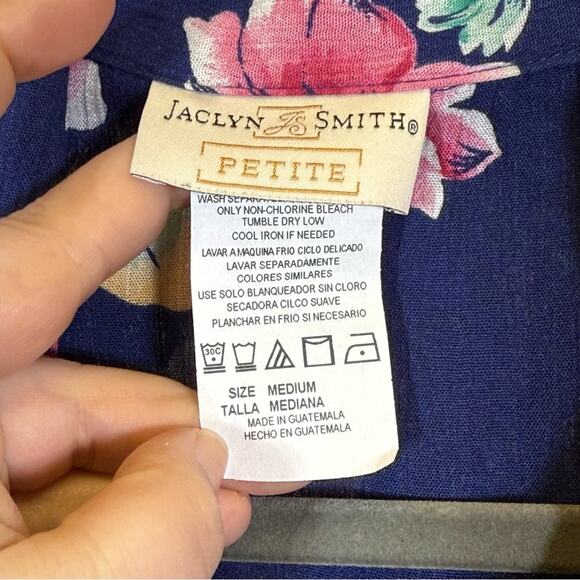 JACLYN JS SMITH®
PETITE
WASH SEPARATELY
ONLY NON-CHLORINE BLEACH
TUMBLE DRY LOW
COOL IRON IF NEEDED
LAVAR A MAQUINA FRIO CICLO DELICADO
LAVAR SEPARADAMENTE
COLORES SIMILARES
USE SOLO BLANQUEADOR SIN CLORO
SECADORA CILCO SUAVE
PLANCHAR EN FRIO SI NECESARIO
30C
SIZE MEDIUM
TALLA MEDIANA
MADE IN GUATEMALA
HECHO EN GUATEMALA